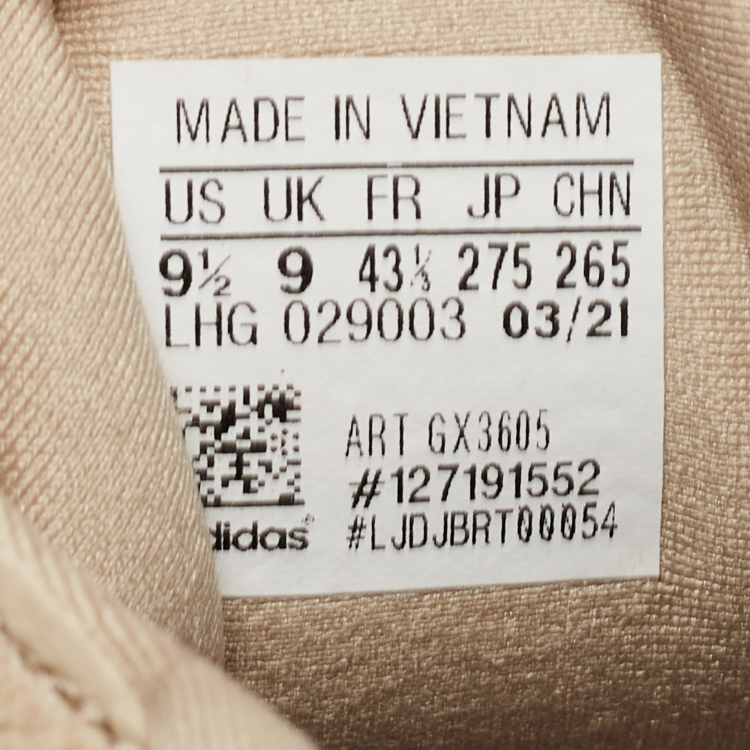 MADE IN VIETNAM
US UK FR JP CHN
9½ 9 43⅓ 275 265
LHG 029003 03/21
ART GX3605
#127191552
adidas® #LJDJBRT00054